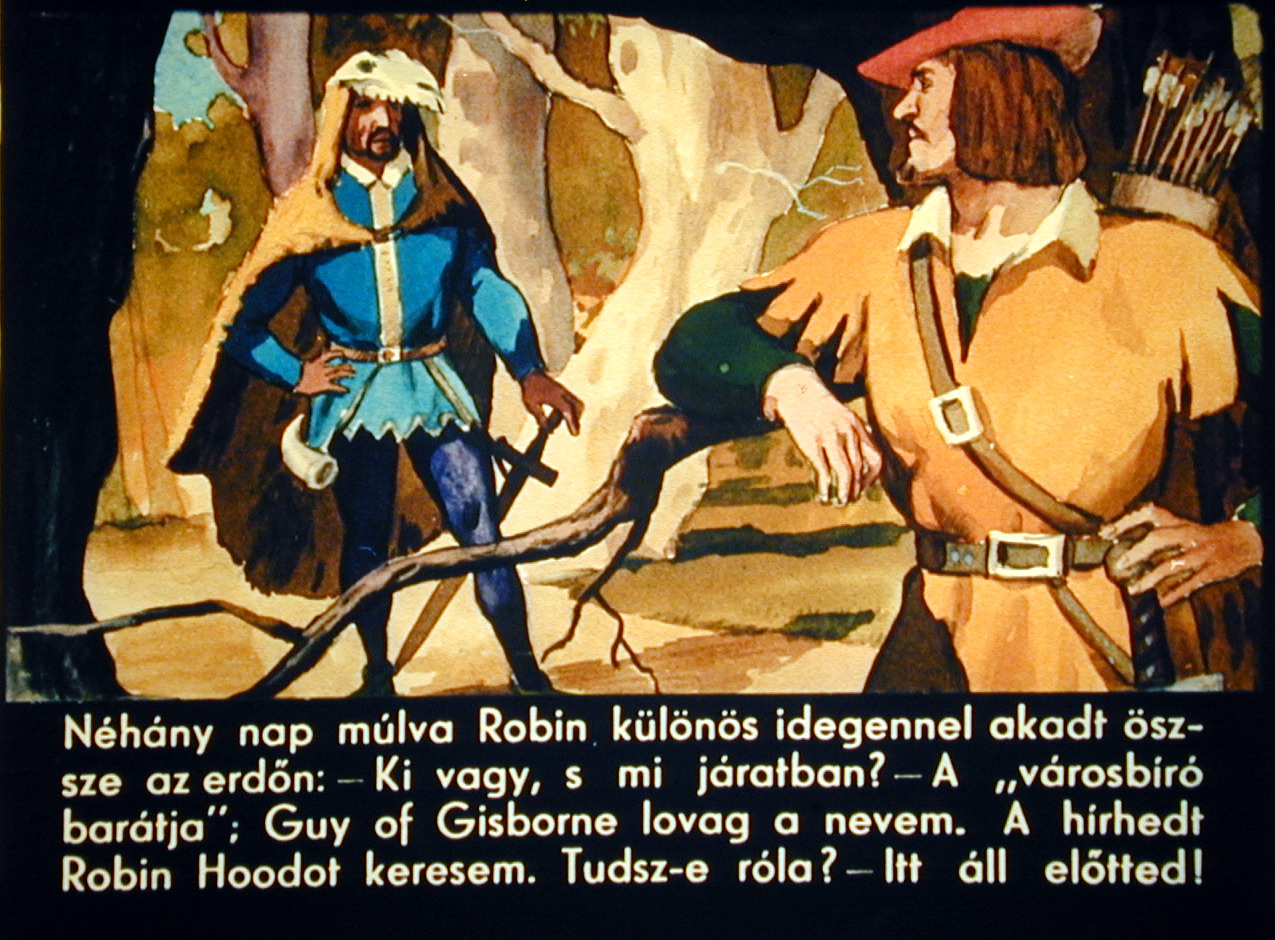 Néhány nap múlva Robin különös idegennel akadt ösz-
sze az erdőn: – Ki vagy, s mi járatban? – A „városbíró
barátja”; Guy of Gisborne lovag a nevem. A hírhedt
Robin Hoodot keresem. Tudsz-e róla? – Itt áll előtted!